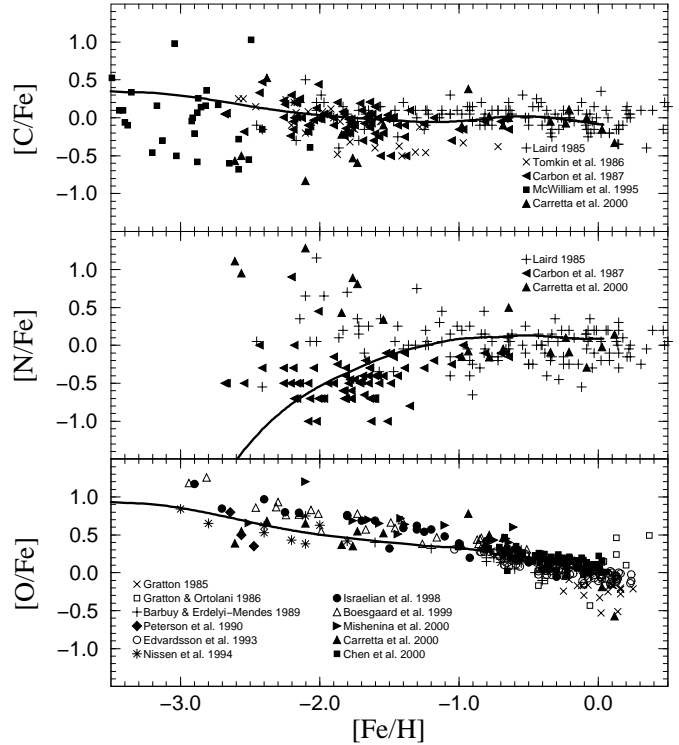 1.0
0.5
0.0
−0.5
−1.0
[C/Fe]
Laird 1985
Tomkin et al. 1986
Carbon et al. 1987
McWilliam et al. 1995
Carretta et al. 2000
1.0
0.5
0.0
−0.5
−1.0
[N/Fe]
Laird 1985
Carbon et al. 1987
Carretta et al. 2000
1.0
0.5
0.0
−0.5
−1.0
[O/Fe]
Gratton 1985
Gratton & Ortolani 1986
Barbuy & Erdelyi−Mendes 1989
Peterson et al. 1990
Edvardsson et al. 1993
Nissen et al. 1994
Israelian et al. 1998
Boesgaard et al. 1999
Mishenina et al. 2000
Carretta et al. 2000
Chen et al. 2000
−3.0 −2.0 −1.0 0.0
[Fe/H]